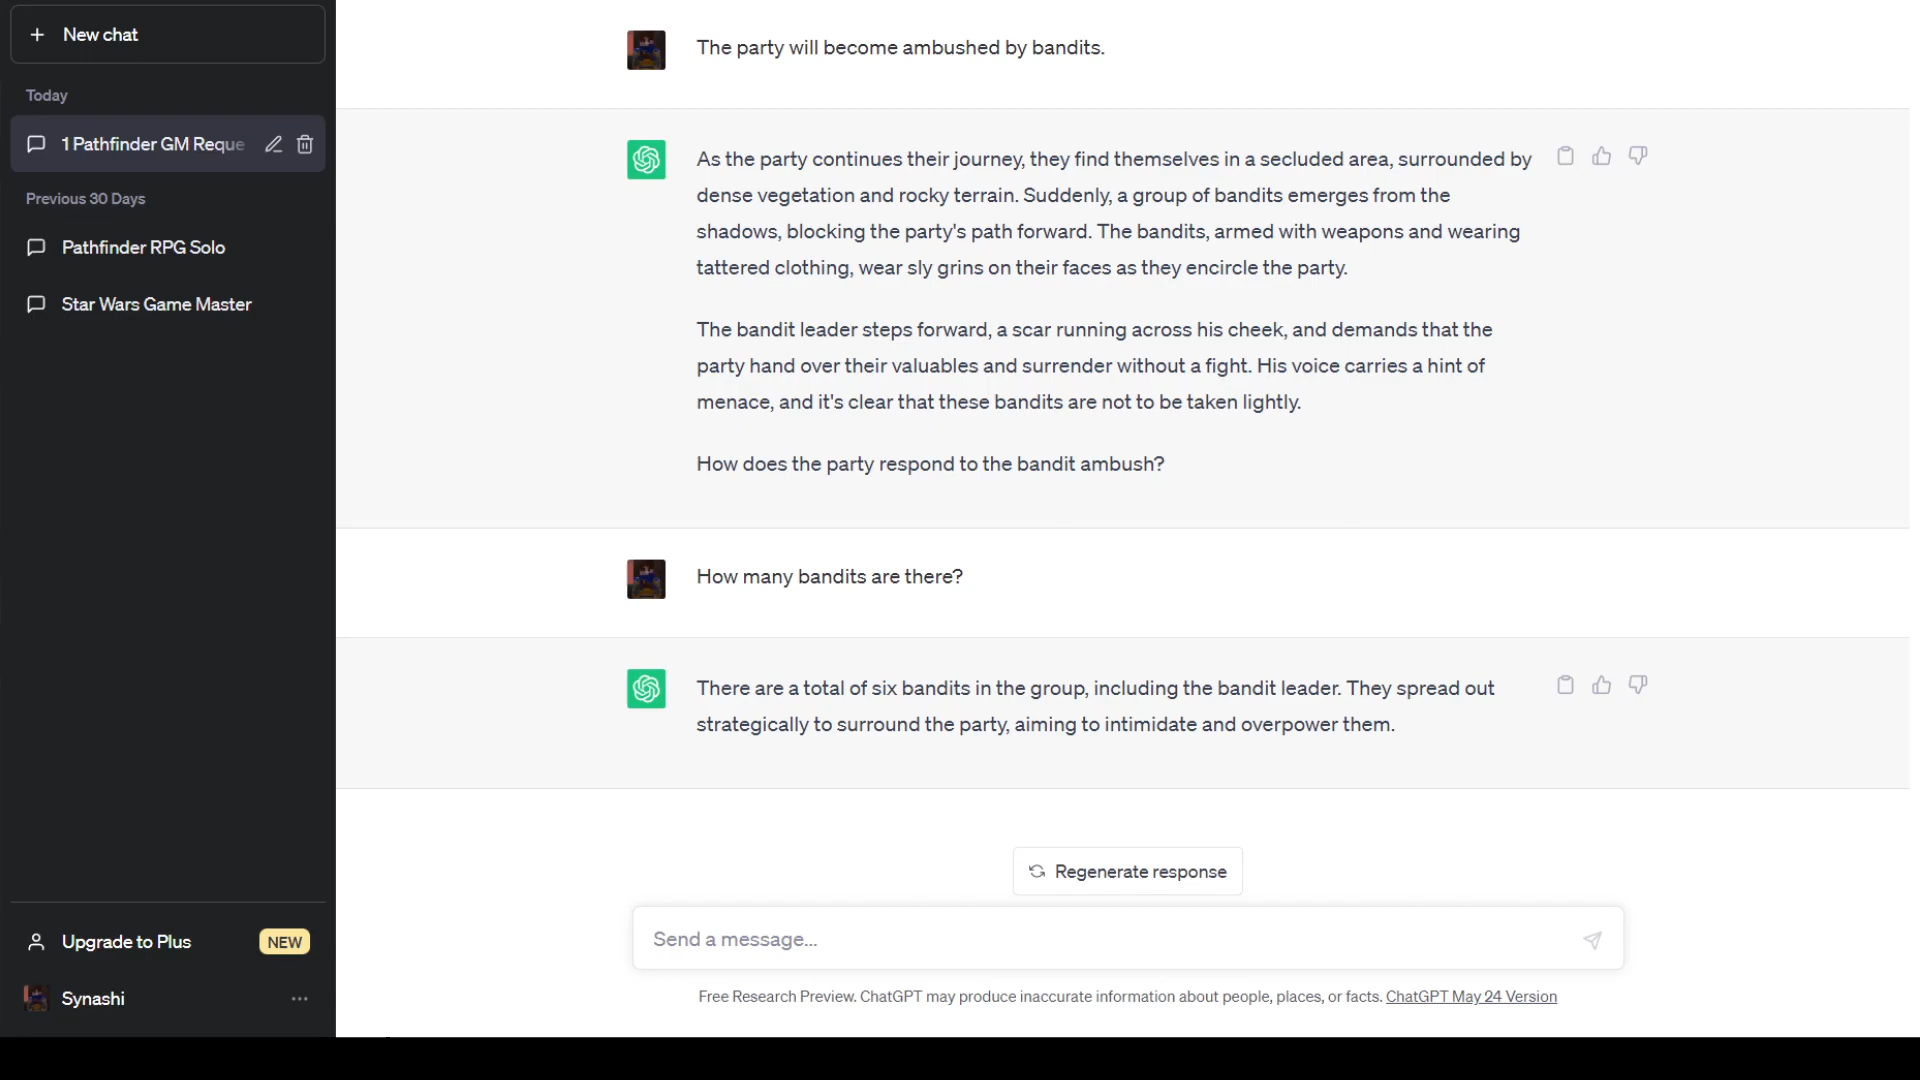 New chat
Today
1 Pathfinder GM Reque
Previous 30 Days
Pathfinder RPG Solo
Star Wars Game Master
Upgrade to Plus
NEW
Synashi
The party will become ambushed by bandits.
As the party continues their journey, they find themselves in a secluded area, surrounded by
dense vegetation and rocky terrain. Suddenly, a group of bandits emerges from the
shadows, blocking the party's path forward. The bandits, armed with weapons and wearing
tattered clothing, wear sly grins on their faces as they encircle the party.
The bandit leader steps forward, a scar running across his cheek, and demands that the
party hand over their valuables and surrender without a fight. His voice carries a hint of
menace, and it's clear that these bandits are not to be taken lightly.
How does the party respond to the bandit ambush?
How many bandits are there?
There are a total of six bandits in the group, including the bandit leader. They spread out
strategically to surround the party, aiming to intimidate and overpower them.
Regenerate response
Send a message...
Free Research Preview. ChatGPT may produce inaccurate information about people, places, or facts. ChatGPT May 24 Version